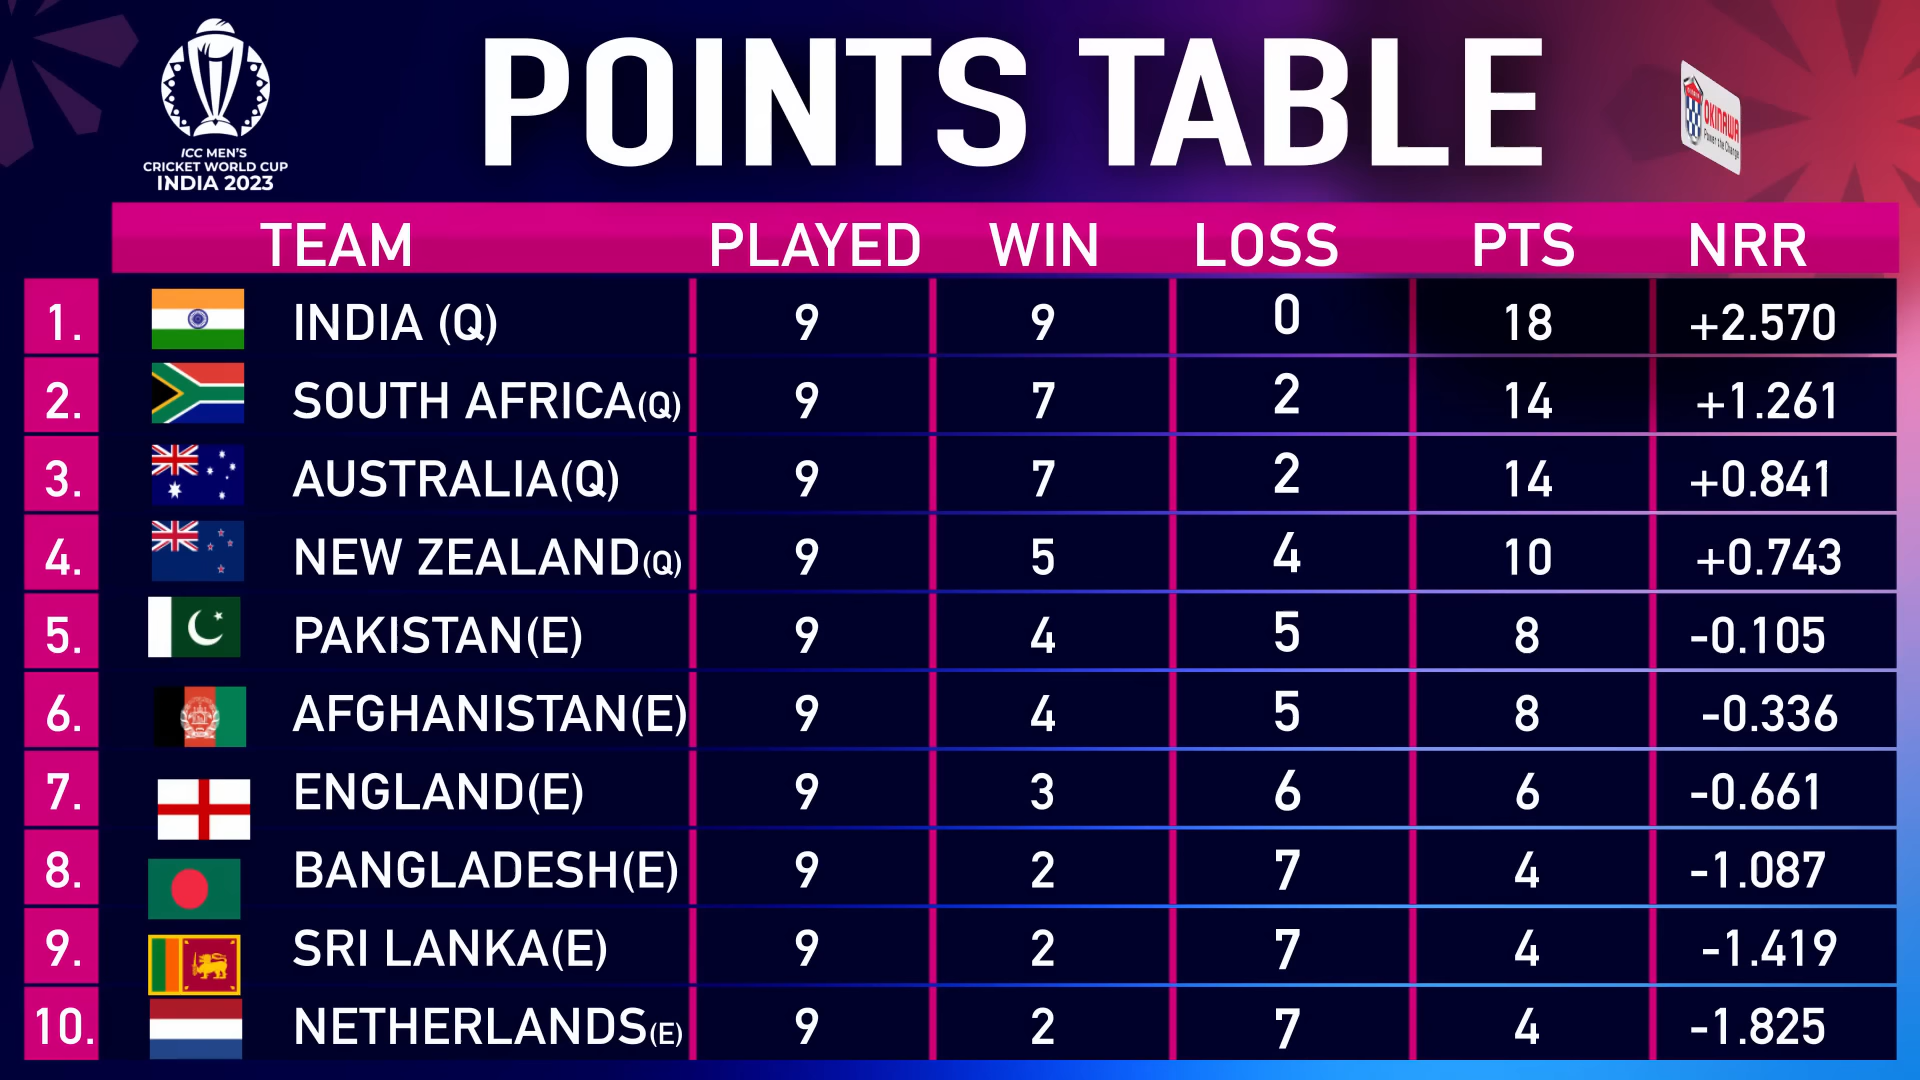 POINTS TABLE
ICC MEN'S
CRICKET WORLD CUP
INDIA 2023
OKINAWA
Power the Change
TEAM PLAYED WIN LOSS PTS NRR
1. INDIA (Q) 9 9 0 18 +2.570
2. SOUTH AFRICA(Q) 9 7 2 14 +1.261
3. AUSTRALIA(Q) 9 7 2 14 +0.841
4. NEW ZEALAND(Q) 9 5 4 10 +0.743
5. PAKISTAN(E) 9 4 5 8 -0.105
6. AFGHANISTAN(E) 9 4 5 8 -0.336
7. ENGLAND(E) 9 3 6 6 -0.661
8. BANGLADESH(E) 9 2 7 4 -1.087
9. SRI LANKA(E) 9 2 7 4 -1.419
10. NETHERLANDS(E) 9 2 7 4 -1.825